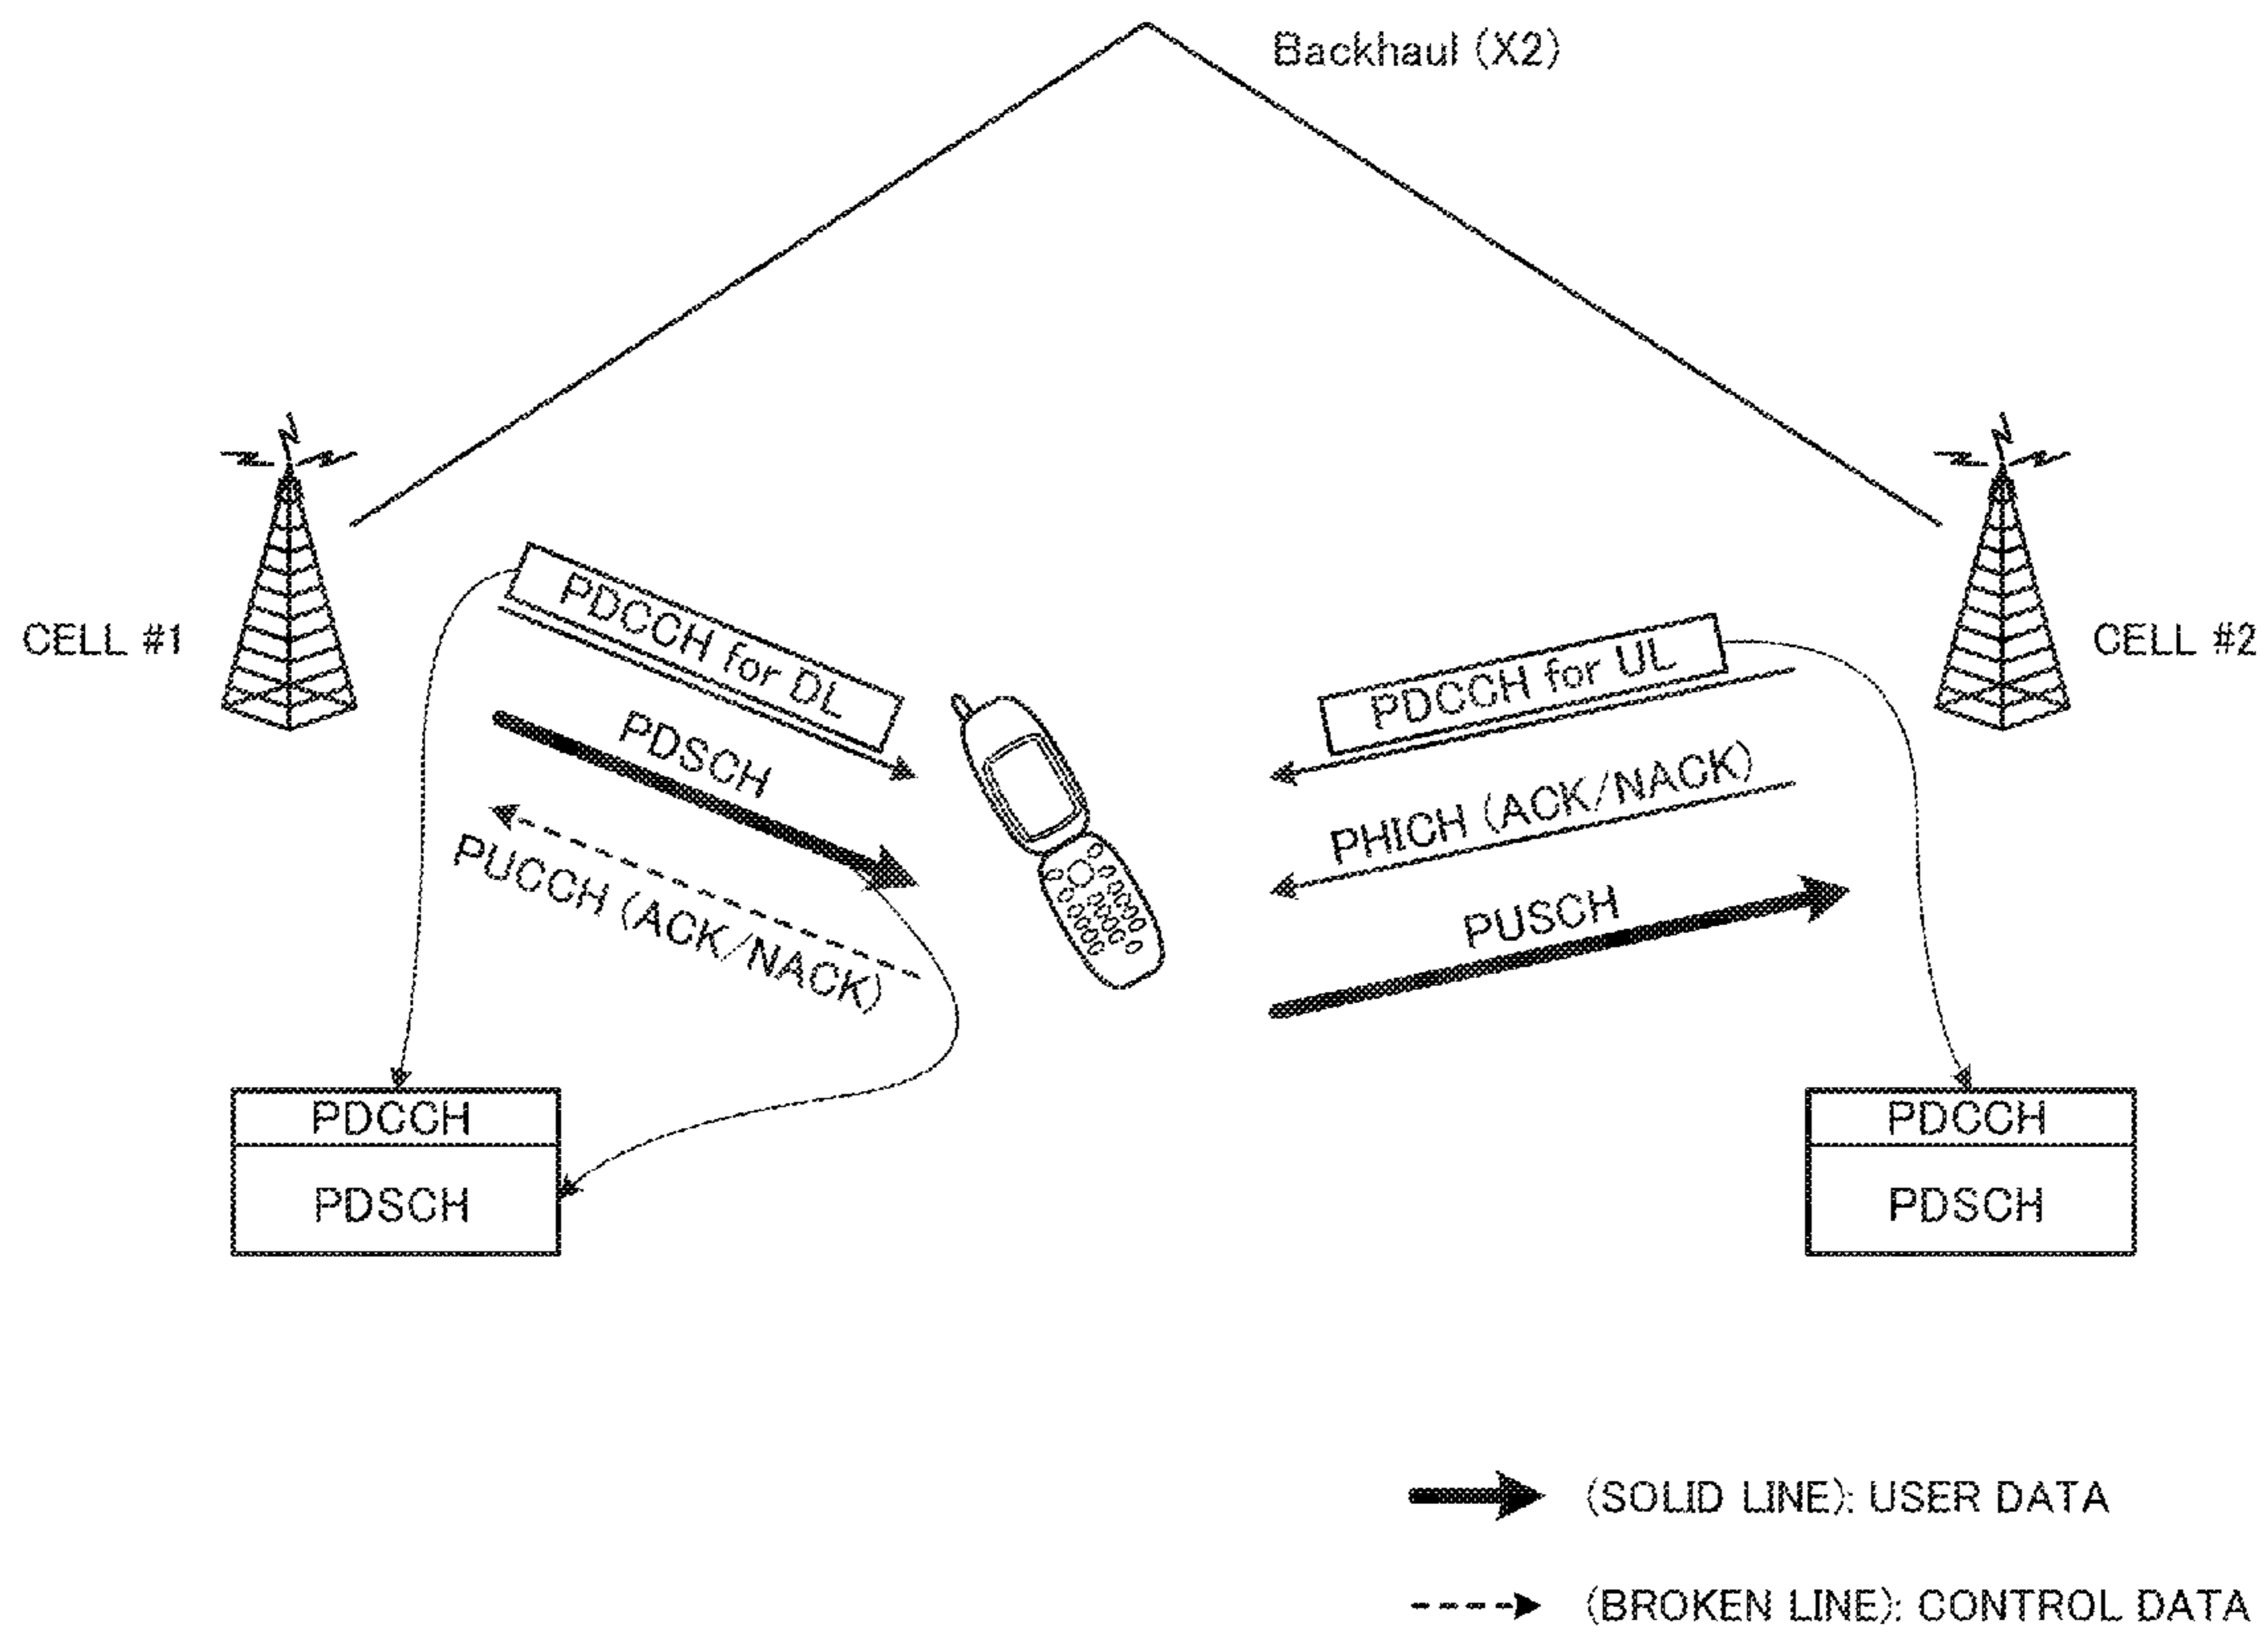 Backhaul (X2)
CELL #1
PDCCH for DL
PDSCH
PUCCH (ACK/NACK)
PDCCH for UL
PHICH (ACK/NACK)
PUSCH
CELL #2
PDCCH
PDSCH
PDCCH
PDSCH
(SOLID LINE): USER DATA
(BROKEN LINE): CONTROL DATA